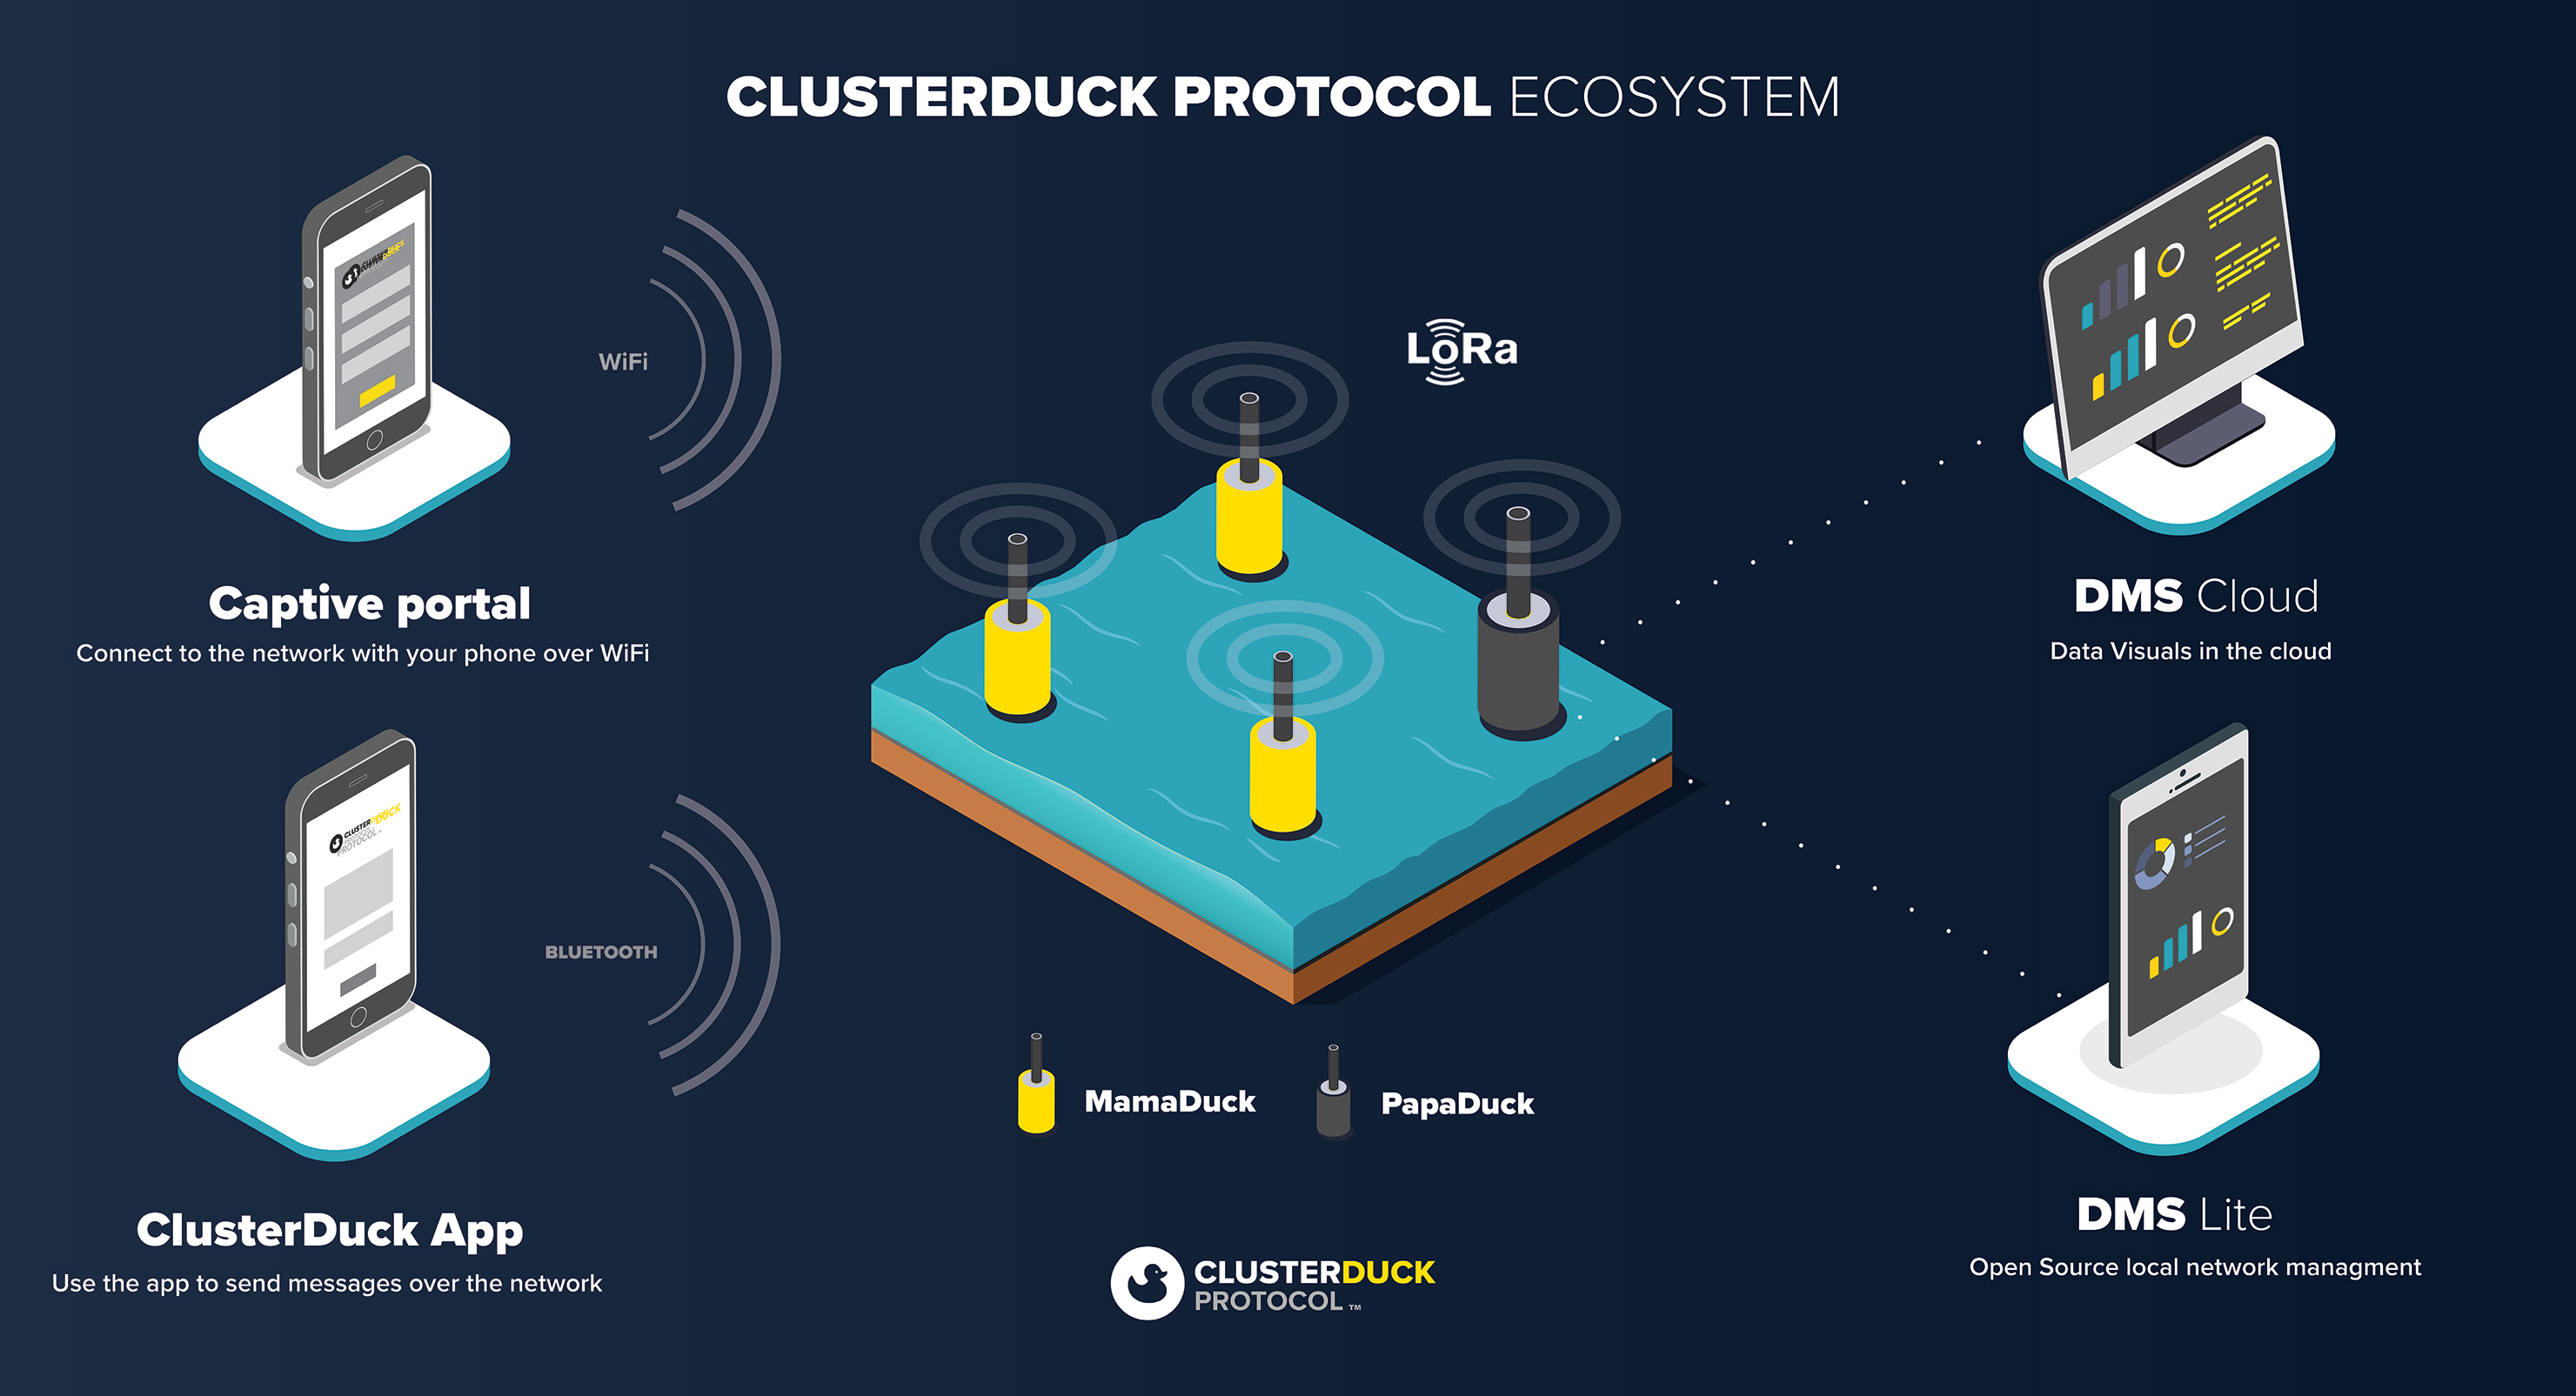 CLUSTERDUCK PROTOCOL ECOSYSTEM
WiFi
LoRa
Captive portal
Connect to the network with your phone over WiFi
DMS Cloud
Data Visuals in the cloud
CLUSTERDUCK
PROTOCOL
BLUETOOTH
MamaDuck
PapaDuck
ClusterDuck App
Use the app to send messages over the network
DMS Lite
Open Source local network managment
CLUSTERDUCK
PROTOCOL ™